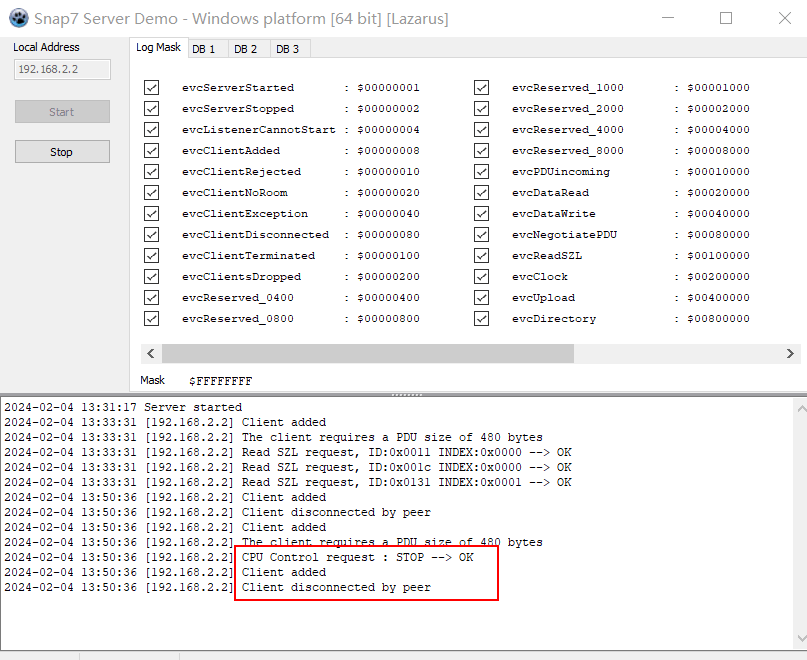 Snap7 Server Demo - Windows platform [64 bit] [Lazarus]
Local Address
192.168.2.2
Start
Stop
Log Mask DB 1 DB 2 DB 3
evcServerStarted : $00000001 evcReserved_1000 : $00001000
evcServerStopped : $00000002 evcReserved_2000 : $00002000
evcListenerCannotStart : $00000004 evcReserved_4000 : $00004000
evcClientAdded : $00000008 evcReserved_8000 : $00008000
evcClientRejected : $00000010 evcPDUincoming : $00010000
evcClientNoRoom : $00000020 evcDataRead : $00020000
evcClientException : $00000040 evcDataWrite : $00040000
evcClientDisconnected : $00000080 evcNegotiatePDU : $00080000
evcClientTerminated : $00000100 evcReadSZL : $00100000
evcClientsDropped : $00000200 evcClock : $00200000
evcReserved_0400 : $00000400 evcUpload : $00400000
evcReserved_0800 : $00000800 evcDirectory : $00800000
Mask $FFFFFFFF
2024-02-04 13:31:17 Server started
2024-02-04 13:33:31 [192.168.2.2] Client added
2024-02-04 13:33:31 [192.168.2.2] The client requires a PDU size of 480 bytes
2024-02-04 13:33:31 [192.168.2.2] Read SZL request, ID:0x0011 INDEX:0x0000 --> OK
2024-02-04 13:33:31 [192.168.2.2] Read SZL request, ID:0x001c INDEX:0x0000 --> OK
2024-02-04 13:33:31 [192.168.2.2] Read SZL request, ID:0x0131 INDEX:0x0001 --> OK
2024-02-04 13:50:36 [192.168.2.2] Client added
2024-02-04 13:50:36 [192.168.2.2] Client disconnected by peer
2024-02-04 13:50:36 [192.168.2.2] Client added
2024-02-04 13:50:36 [192.168.2.2] The client requires a PDU size of 480 bytes
2024-02-04 13:50:36 [192.168.2.2] CPU Control request : STOP --> OK
2024-02-04 13:50:36 [192.168.2.2] Client added
2024-02-04 13:50:36 [192.168.2.2] Client disconnected by peer